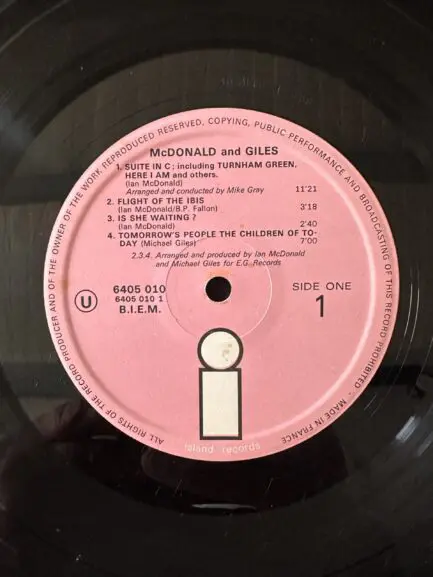 ALL RIGHTS OF THE RECORD PRODUCER AND OF THE OWNER OF THE WORK REPRODUCED RESERVED, COPYING, PUBLIC PERFORMANCE AND BROADCASTING OF THIS RECORD PROHIBITED - MADE IN FRANCE
McDONALD and GILES
1. SUITE IN C; including TURNHAM GREEN,
HERE I AM and others.
(Ian McDonald)
Arranged and conducted by Mike Gray 11'21
2. FLIGHT OF THE IBIS
(Ian McDonald/B.P. Fallon) 3'18
3. IS SHE WAITING ?
(Ian McDonald) 2'40
4. TOMORROW'S PEOPLE THE CHILDREN OF TO-
DAY (Michael Giles) 7'00
2.3.4. Arranged and produced by Ian McDonald
and Michael Giles for E.G. Records
6405 010
6405 010 1
B.I.E.M.
U
SIDE ONE
1
i
island records